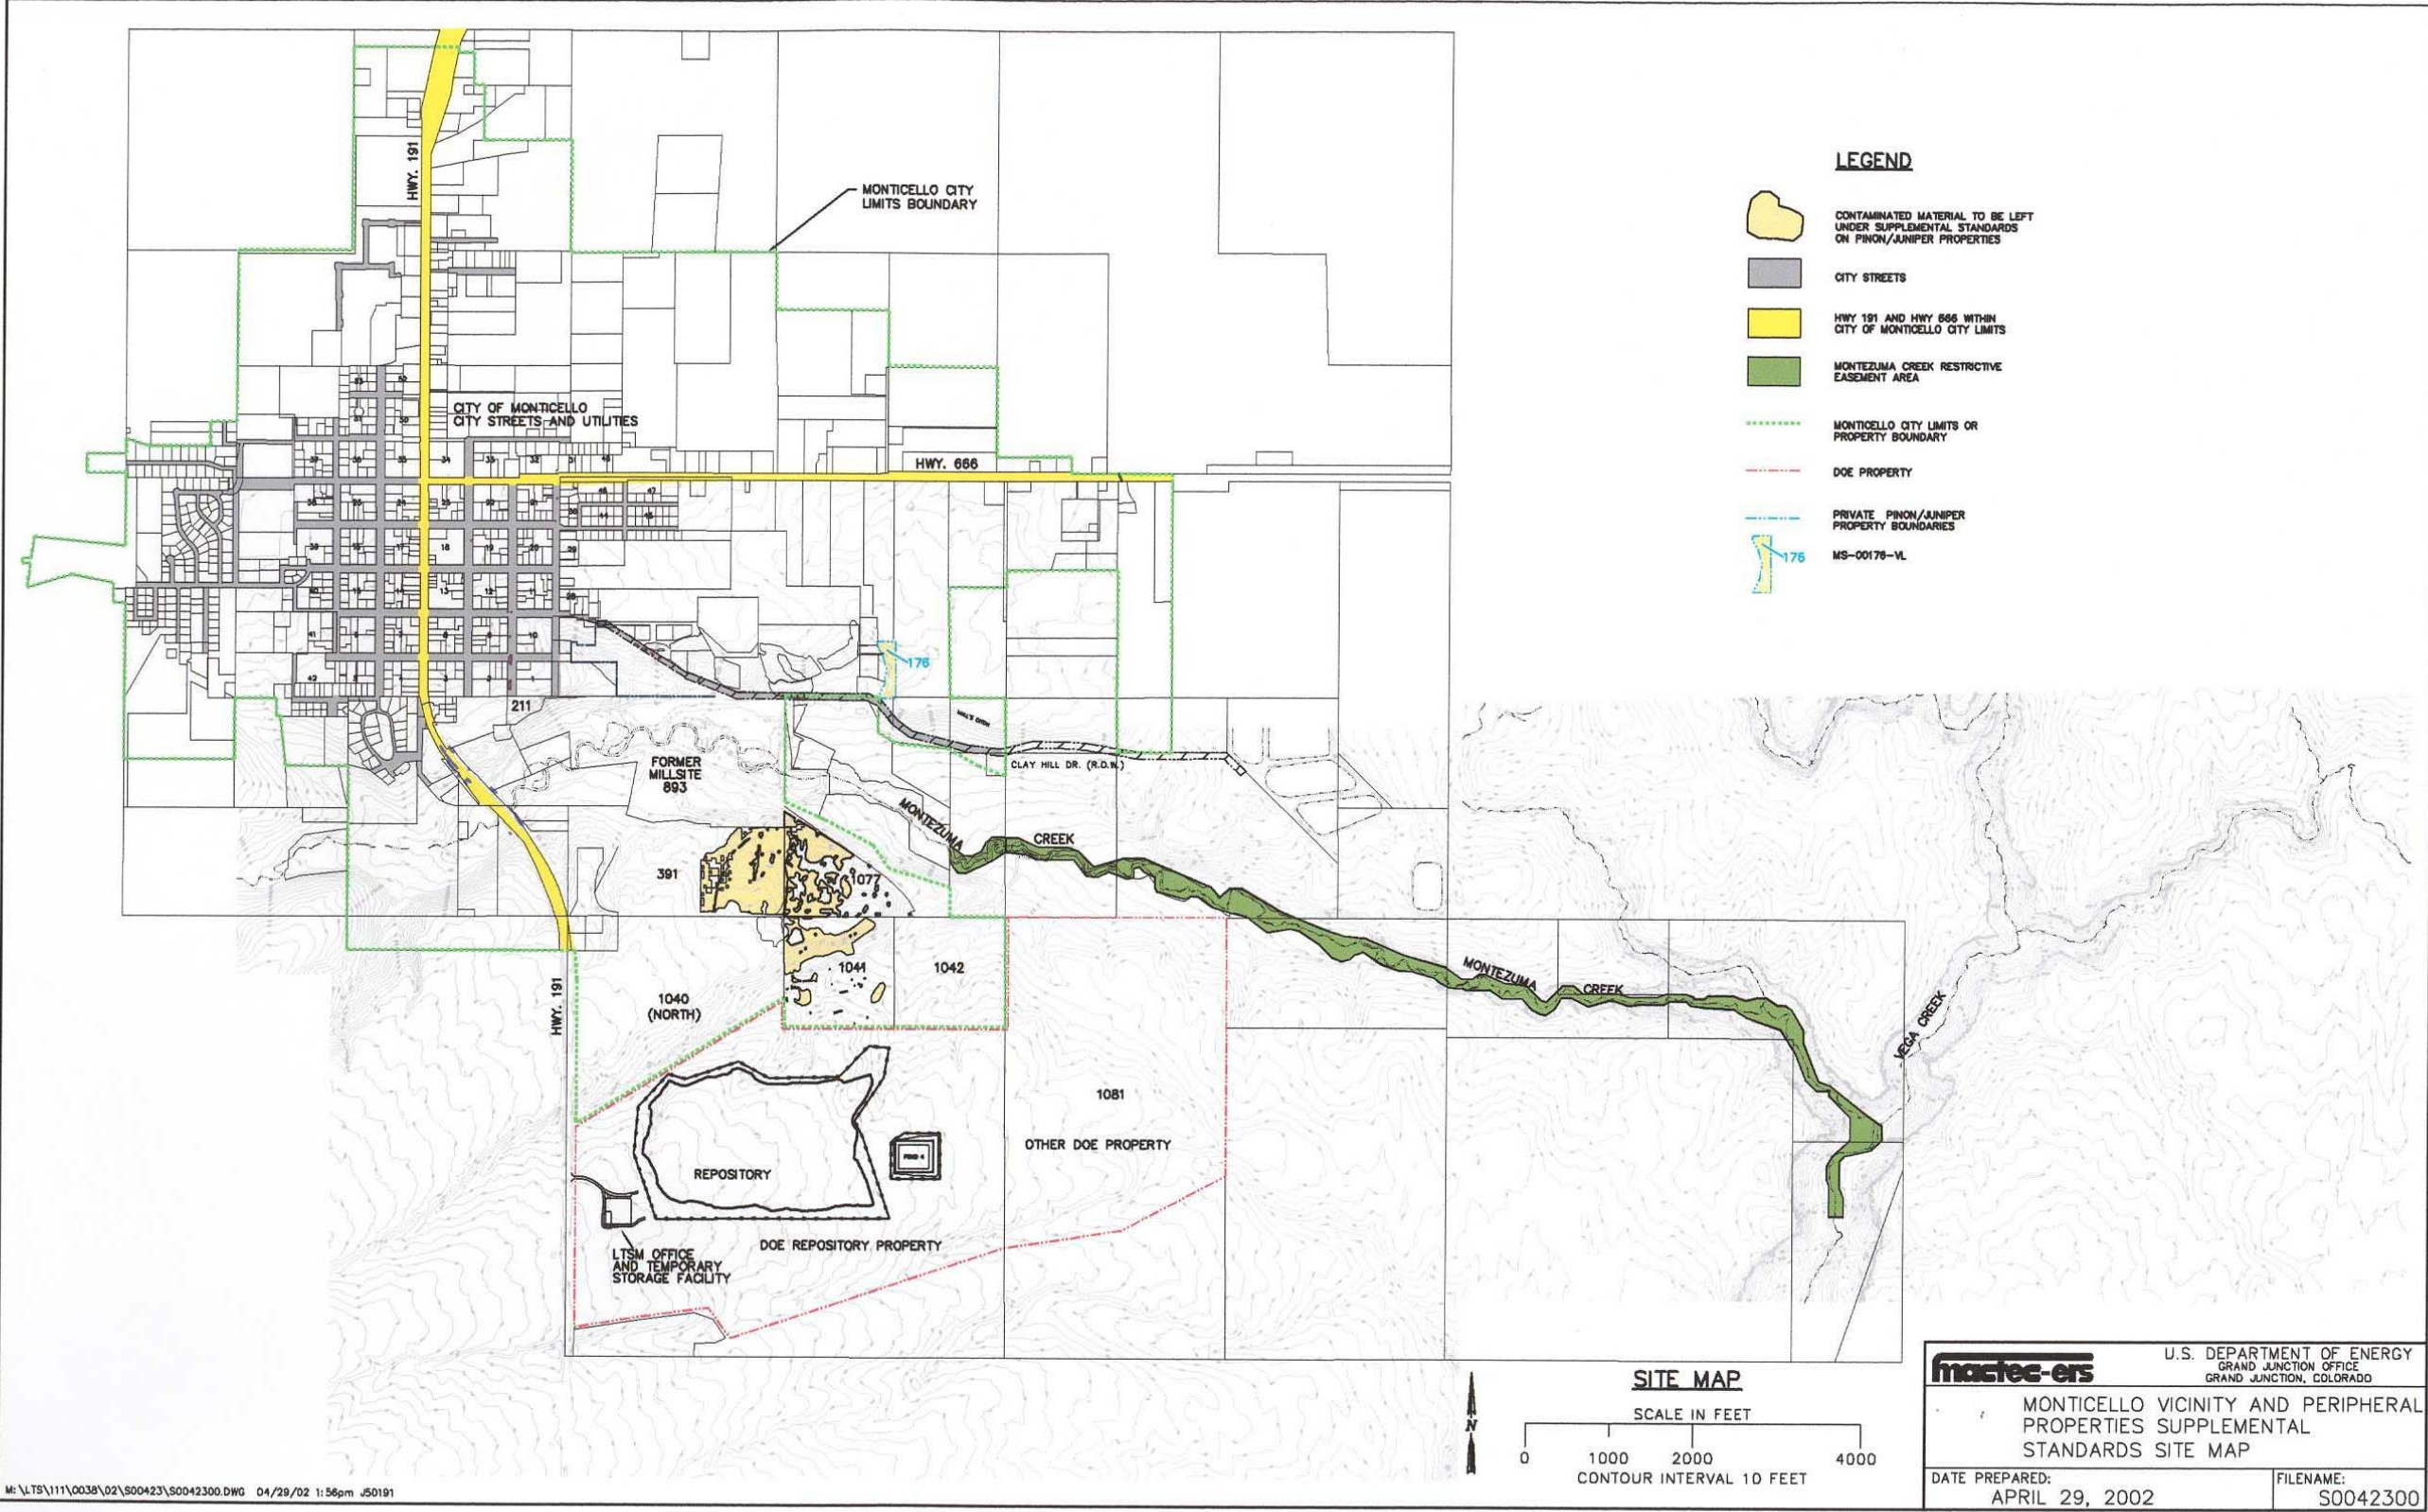 HWY. 191
MONTICELLO CITY
LIMITS BOUNDARY
CITY OF MONTICELLO
CITY STREETS AND UTILITIES
HWY. 666
176
211
FORMER
MILLSITE
893
CLAY HILL DR. (R.O.W.)
MONTEZUMA
CREEK
391
1077
1041
1042
1040
(NORTH)
HWY. 191
MONTEZUMA
CREEK
VEGA CREEK
1081
OTHER DOE PROPERTY
REPOSITORY
DOE REPOSITORY PROPERTY
LTSM OFFICE
AND TEMPORARY
STORAGE FACILITY
LEGEND
CONTAMINATED MATERIAL TO BE LEFT
UNDER SUPPLEMENTAL STANDARDS
ON PINON/JUNIPER PROPERTIES
CITY STREETS
HWY 191 AND HWY 666 WITHIN
CITY OF MONTICELLO CITY LIMITS
MONTEZUMA CREEK RESTRICTIVE
EASEMENT AREA
MONTICELLO CITY LIMITS OR
PROPERTY BOUNDARY
DOE PROPERTY
PRIVATE PINON/JUNIPER
PROPERTY BOUNDARIES
176
MS-00176-VL
N
SITE MAP
SCALE IN FEET
0 1000 2000 4000
CONTOUR INTERVAL 10 FEET
mactec-ers
U.S. DEPARTMENT OF ENERGY
GRAND JUNCTION OFFICE
GRAND JUNCTION, COLORADO
MONTICELLO VICINITY AND PERIPHERAL
PROPERTIES SUPPLEMENTAL
STANDARDS SITE MAP
DATE PREPARED:
APRIL 29, 2002
FILENAME:
S0042300
M:\LTS\111\0038\02\S00423\S0042300.DWG 04/29/02 1:56pm J50191